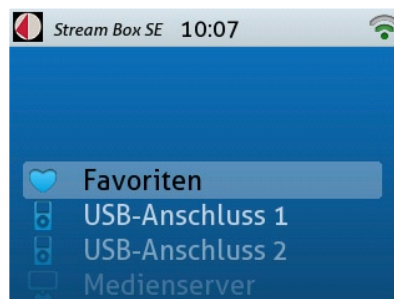 Stream Box SE 10:07
Favoriten
USB-Anschluss 1
USB-Anschluss 2
Medienserver